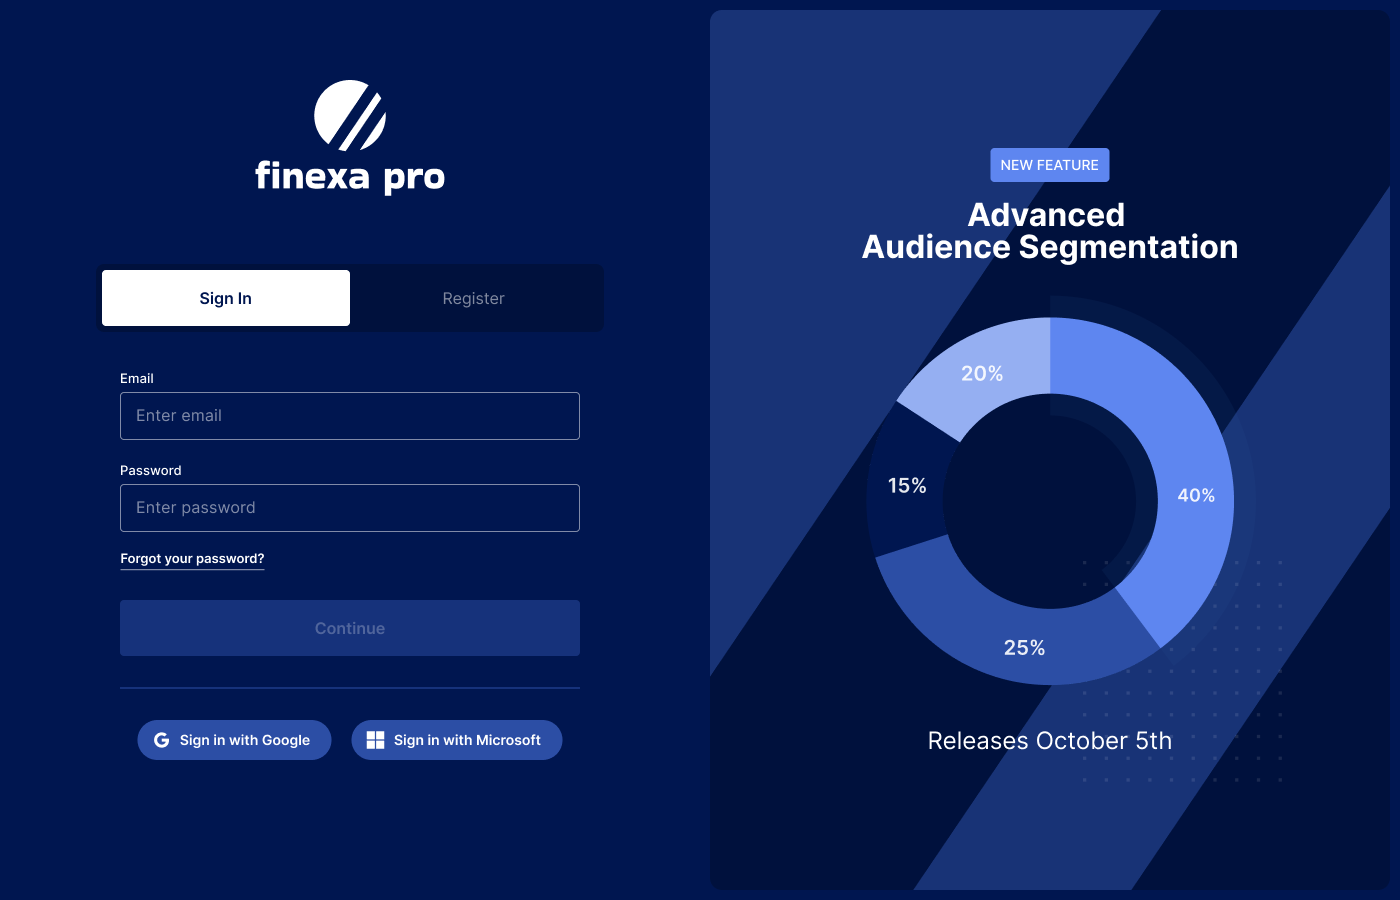 finexa pro
Sign In
Register
Email
Enter email
Password
Enter password
Forgot your password?
Continue
Sign in with Google
Sign in with Microsoft
NEW FEATURE
Advanced
Audience Segmentation
20%
15%
40%
25%
Releases October 5th